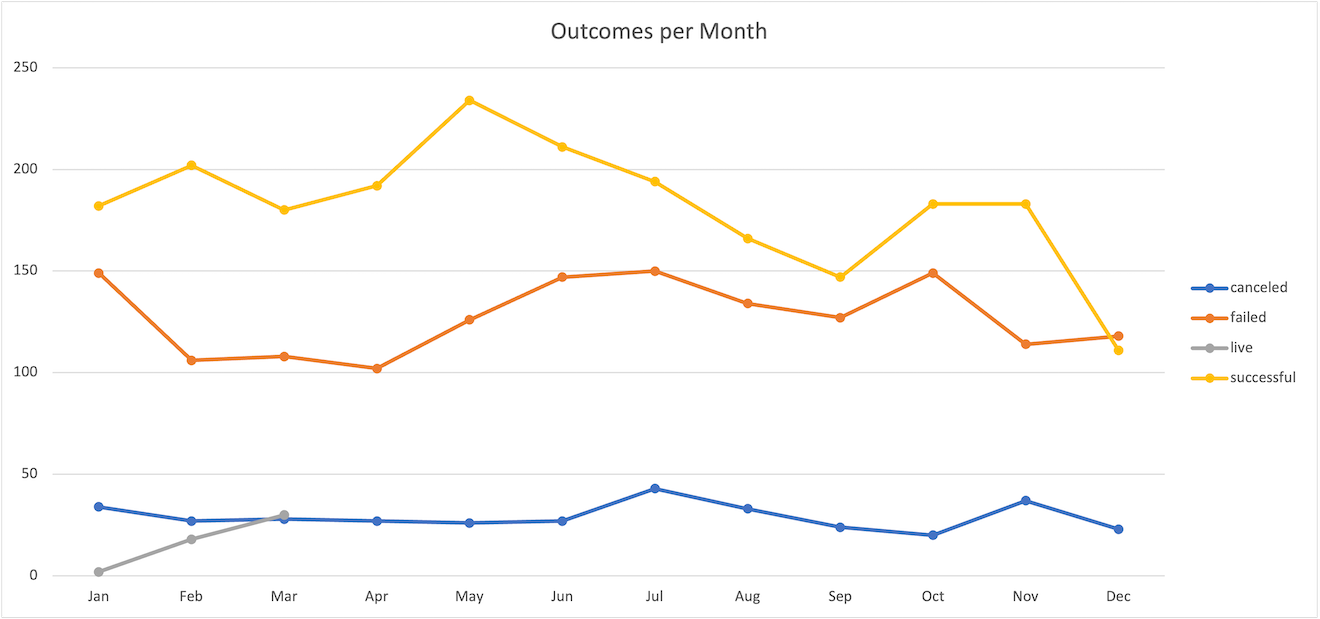 Outcomes per Month
250
200
150
100
50
0
Jan Feb Mar Apr May Jun Jul Aug Sep Oct Nov Dec
canceled
failed
live
successful